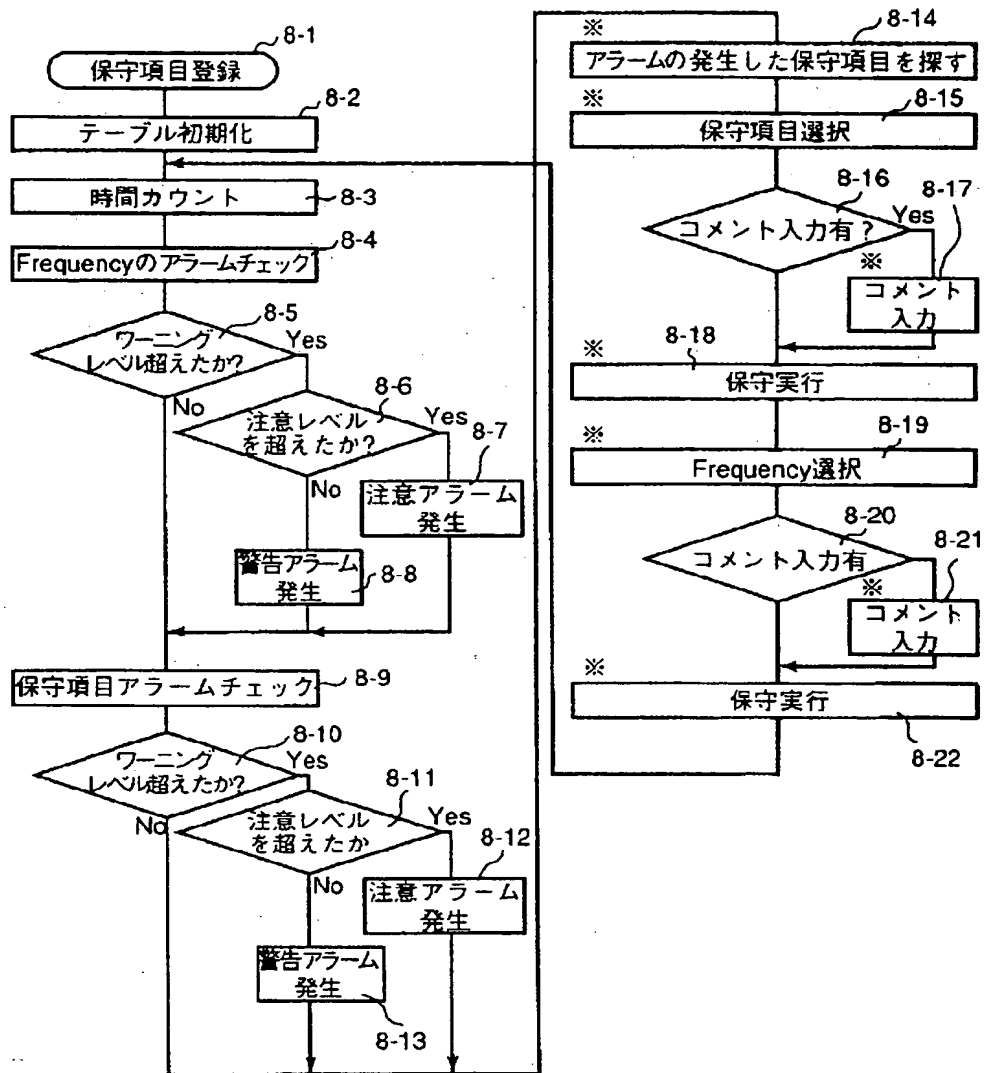 8-1
保守項目登録
8-2
テーブル初期化
時間カウント
8-3
8-4
Frequencyのアラームチェック
8-5
ワーニング
レベル超えたか?
Yes
No
8-6
注意レベル
を超えたか?
Yes
No
8-7
注意アラーム
発生
警告アラーム
発生
8-8
保守項目アラームチェック
8-9
8-10
ワーニング
レベル超えたか?
Yes
No
8-11
注意レベル
を超えたか
Yes
No
8-12
注意アラーム
発生
警告アラーム
発生
8-13
※
8-14
アラームの発生した保守項目を探す
※
8-15
保守項目選択
8-16
コメント入力有?
Yes
8-17
※
コメント
入力
※
8-18
保守実行
※
8-19
Frequency選択
8-20
コメント入力有
8-21
※
コメント
入力
※
保守実行
8-22